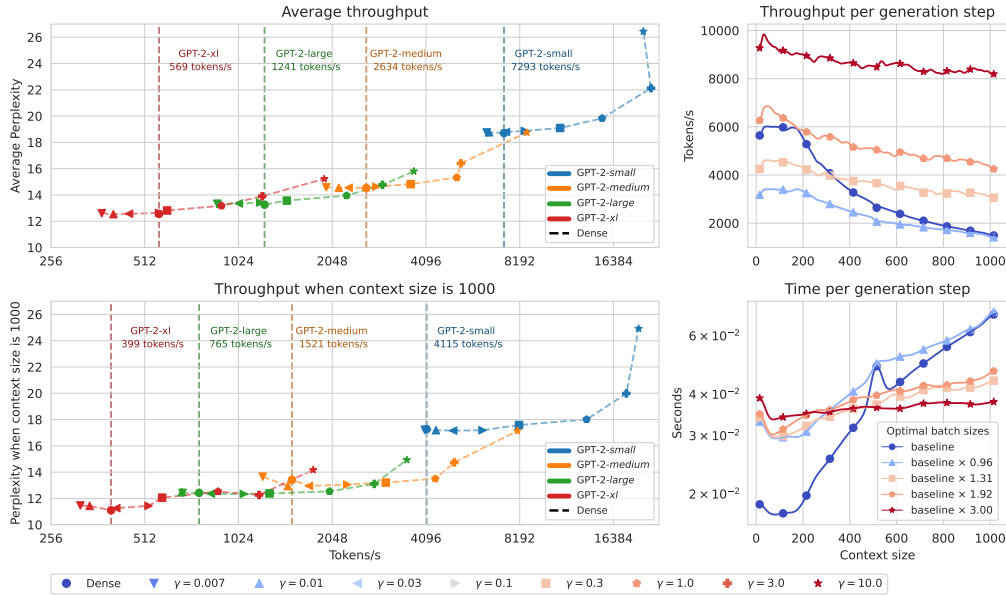 Average throughput
Average Perplexity
26
24
22
20
18
16
14
12
10
GPT-2-xl
569 tokens/s
GPT-2-large
1241 tokens/s
GPT-2-medium
2634 tokens/s
GPT-2-small
7293 tokens/s
GPT-2-small
GPT-2-medium
GPT-2-large
GPT-2-xl
Dense
256 512 1024 2048 4096 8192 16384
Throughput per generation step
Tokens/s
10000
8000
6000
4000
2000
0 200 400 600 800 1000
Throughput when context size is 1000
Perplexity when context size is 1000
26
24
22
20
18
16
14
12
10
GPT-2-xl
399 tokens/s
GPT-2-large
765 tokens/s
GPT-2-medium
1521 tokens/s
GPT-2-small
4115 tokens/s
GPT-2-small
GPT-2-medium
GPT-2-large
GPT-2-xl
Dense
256 512 1024 2048 4096 8192 16384
Tokens/s
Time per generation step
Seconds
6 × 10⁻²
4 × 10⁻²
3 × 10⁻²
2 × 10⁻²
Optimal batch sizes
baseline
baseline × 0.96
baseline × 1.31
baseline × 1.92
baseline × 3.00
0 200 400 600 800 1000
Context size
Dense γ = 0.007 γ = 0.01 γ = 0.03 γ = 0.1 γ = 0.3 γ = 1.0 γ = 3.0 γ = 10.0